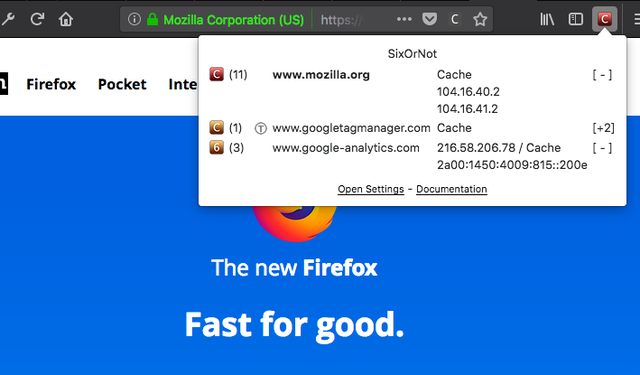 Mozilla Corporation (US) https:// C C
SixOrNot
C (11) www.mozilla.org Cache [ - ]
104.16.40.2
104.16.41.2
C (1) T www.googletagmanager.com Cache [+2]
6 (3) www.google-analytics.com 216.58.206.78 / Cache [ - ]
2a00:1450:4009:815::200e
Open Settings - Documentation
Firefox Pocket Inte
The new Firefox
Fast for good.